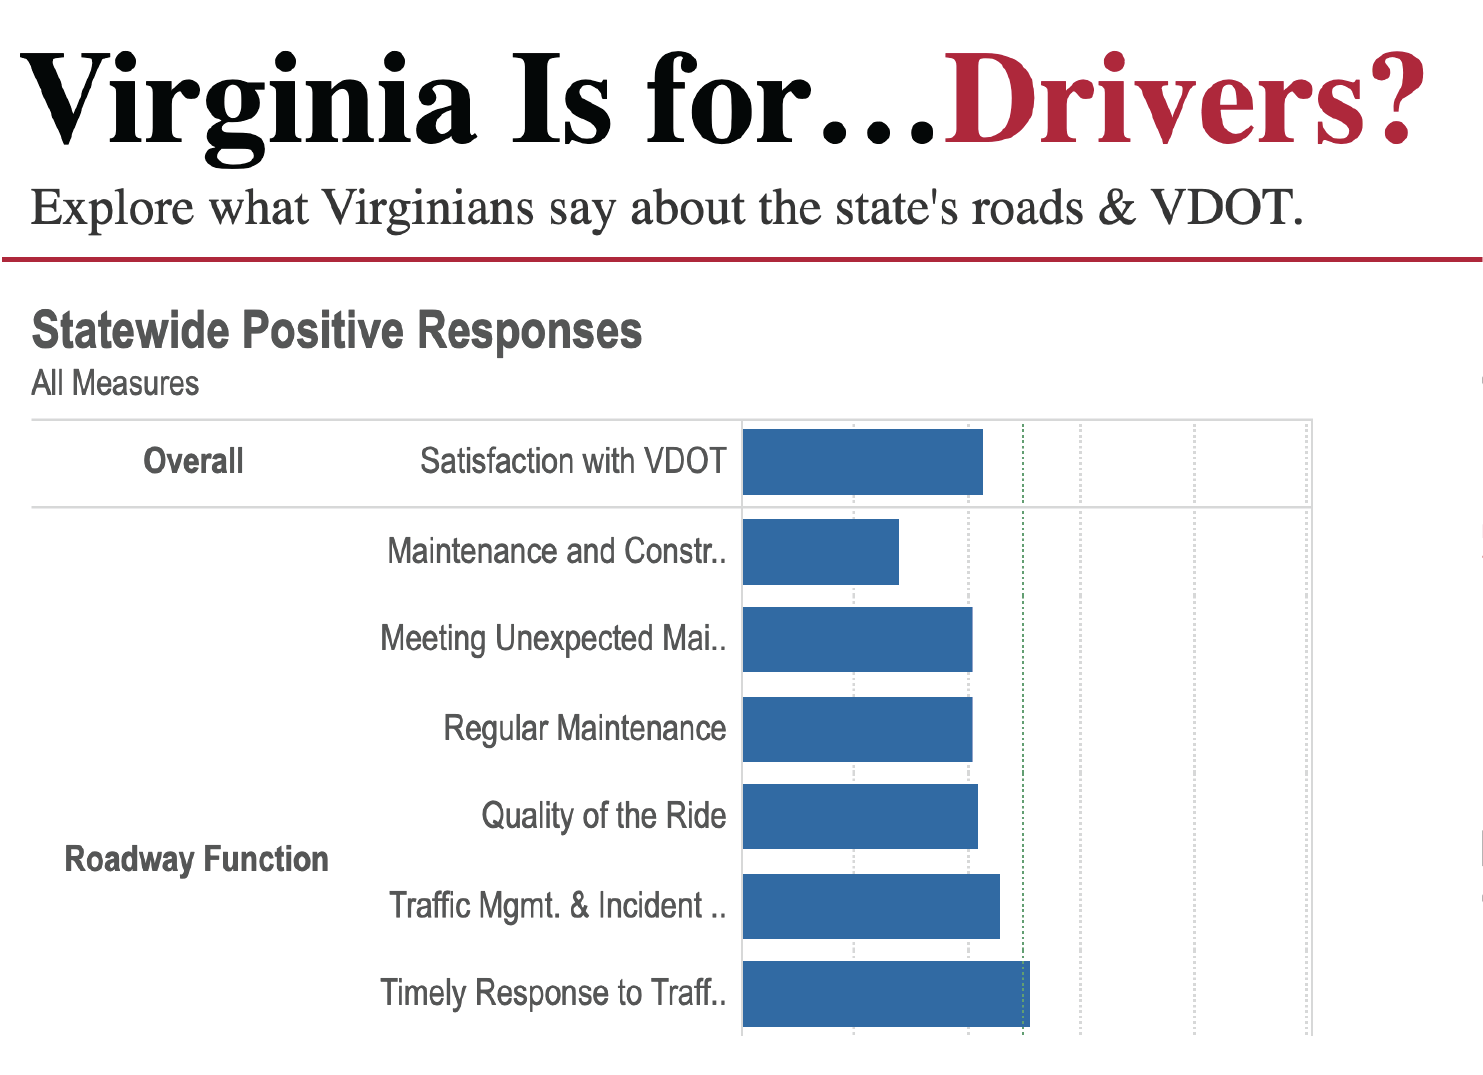 Virginia Is for...Drivers?
Explore what Virginians say about the state's roads & VDOT.
Statewide Positive Responses
All Measures
Overall
Satisfaction with VDOT
Maintenance and Constr..
Meeting Unexpected Mai..
Regular Maintenance
Quality of the Ride
Roadway Function
Traffic Mgmt. & Incident ..
Timely Response to Traff..